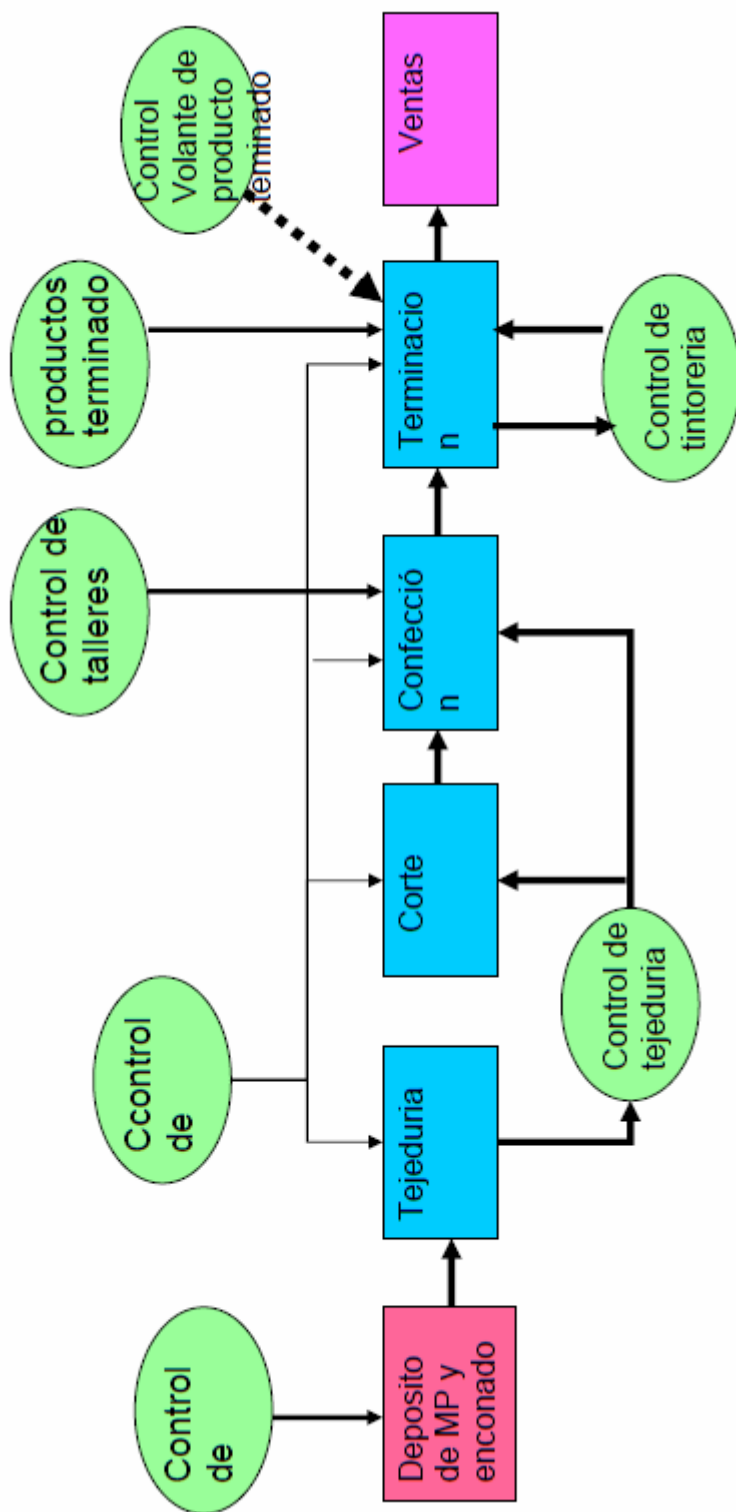 Control
de
Ccontrol
de
Control de
talleres
productos
terminado
Control
Volante de
producto
teminado
Deposito
de MP y
enconado
Tejeduria
Corte
Confecció
n
Terminacio
n
Ventas
Control de
tejeduria
Control de
tintoreria